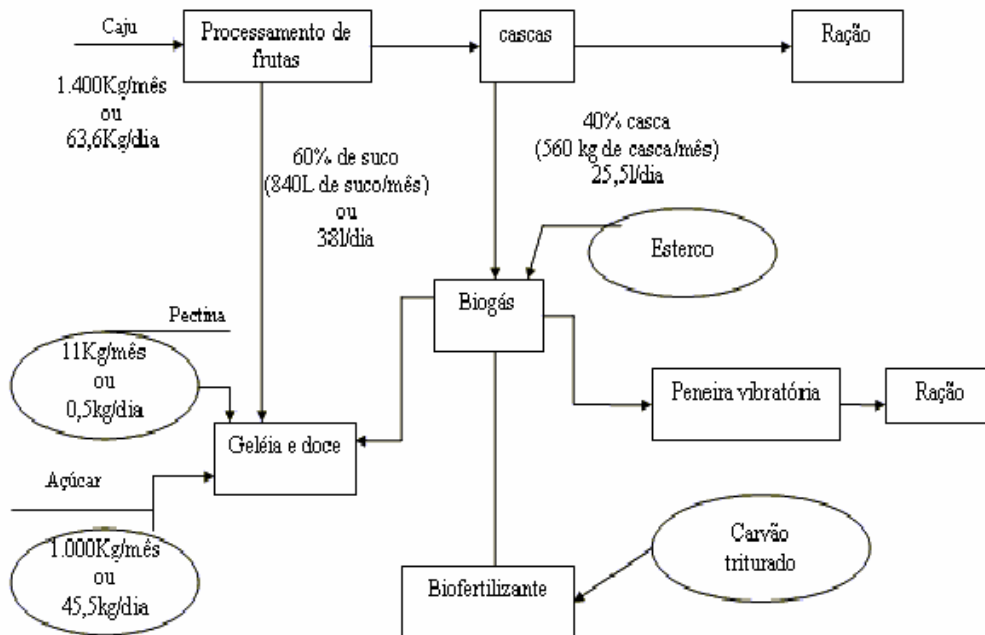 Caju
Processamento de
frutas
cascas
Ração
1.400Kg/mês
ou
63,6Kg/dia
60% de suco
(840L de suco/mês)
ou
38l/dia
40% casca
(560 kg de casca/mês)
25,5l/dia
Esterco
Biogás
Pectina
11Kg/mês
ou
0,5kg/dia
Peneira vibratória
Ração
Geléia e doce
Açúcar
1.000Kg/mês
ou
45,5kg/dia
Carvão
triturado
Biofertilizante